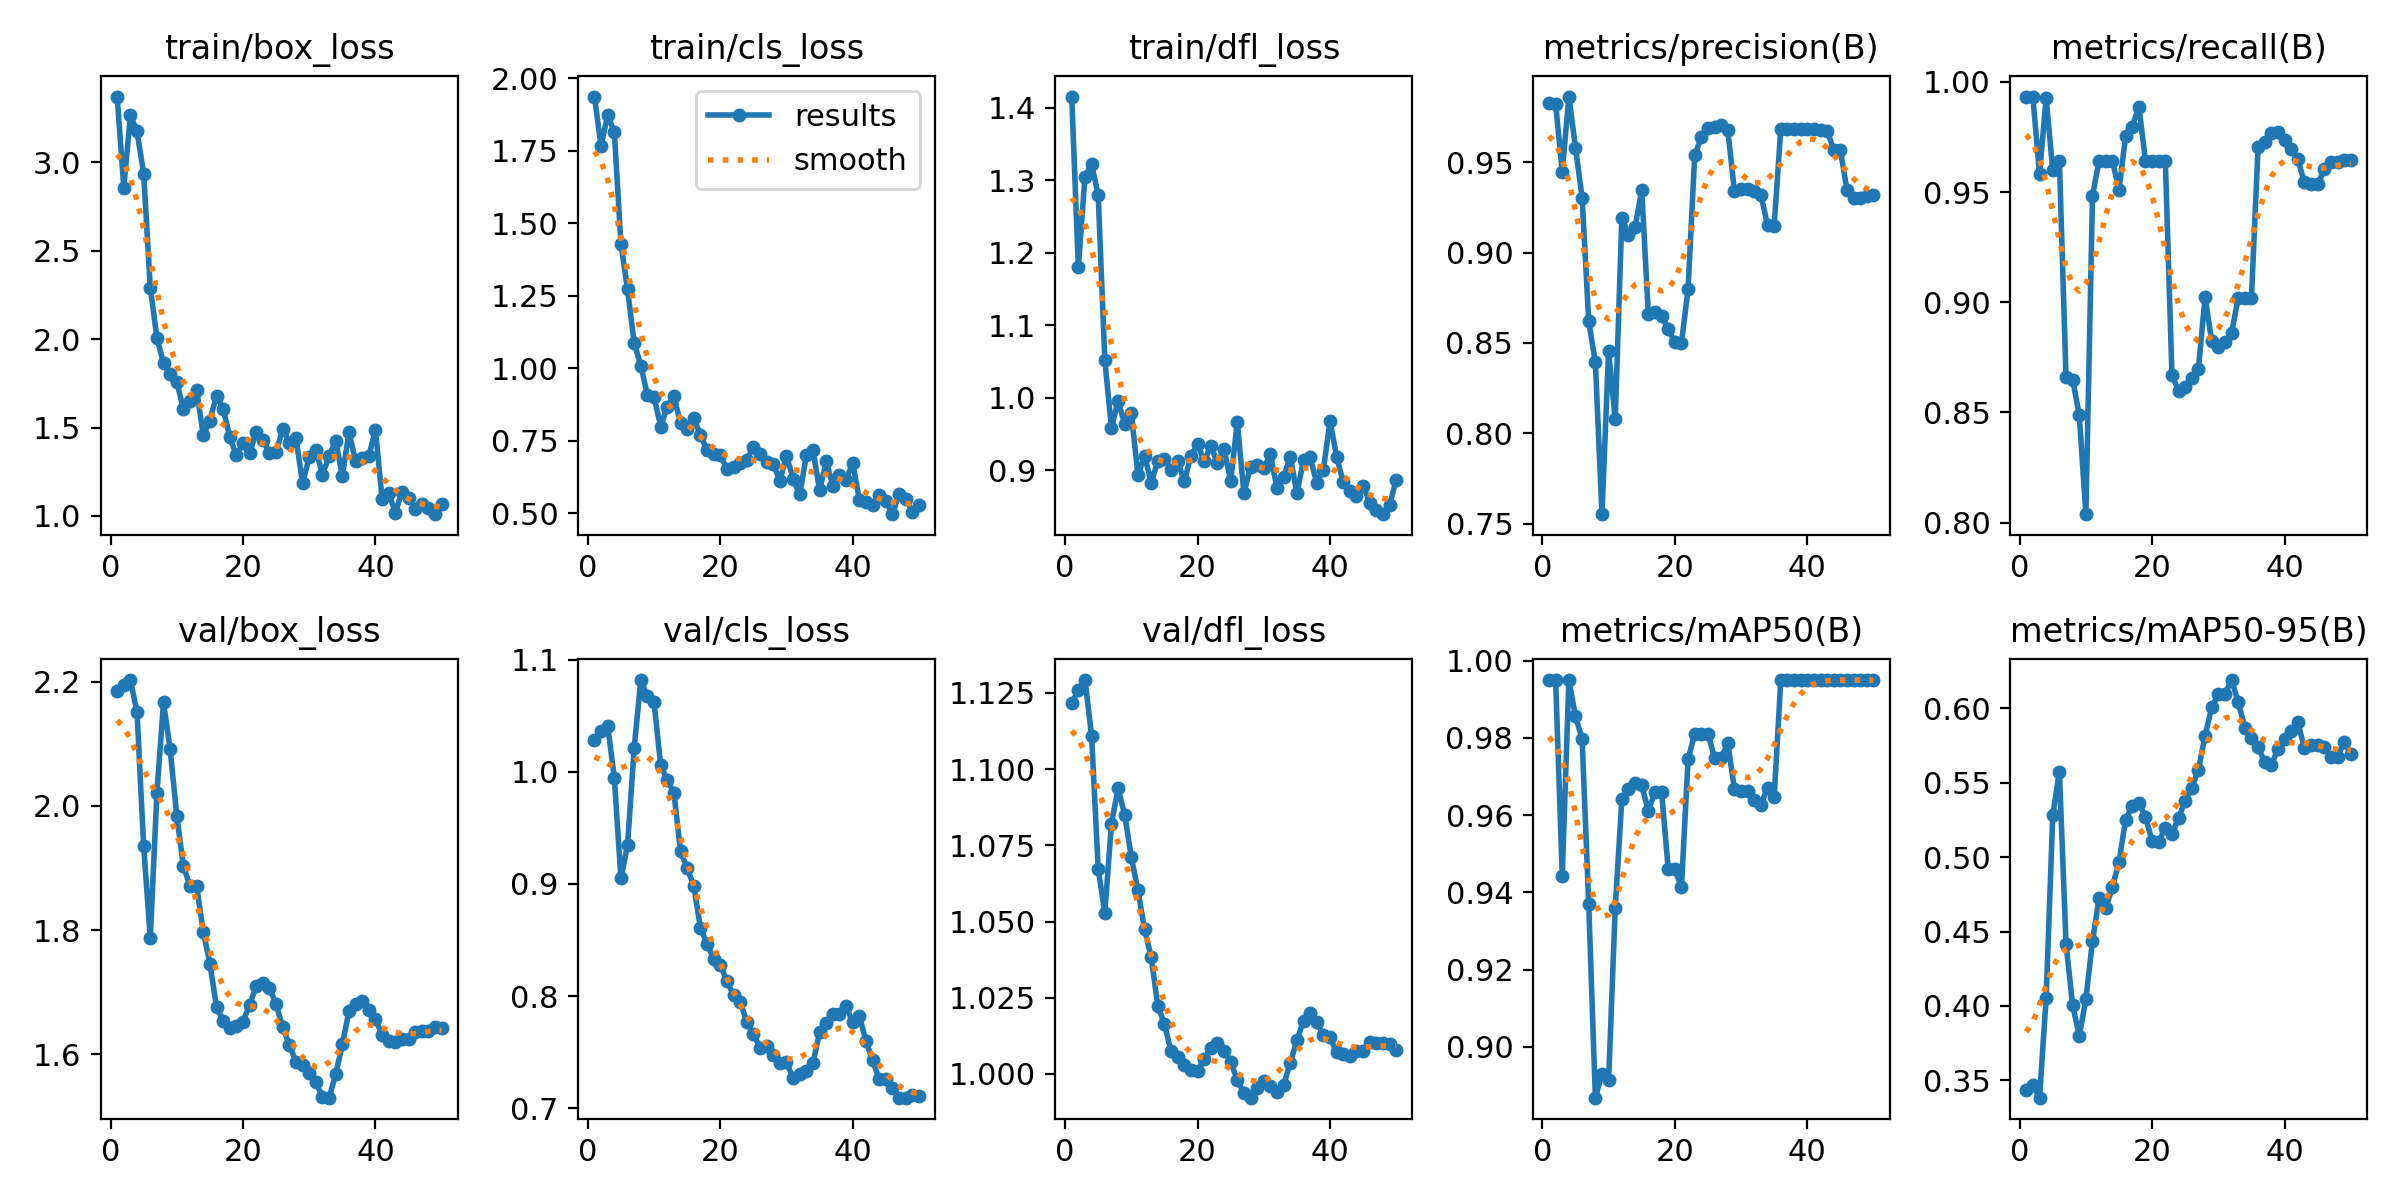 train/box_loss
3.0
2.5
2.0
1.5
1.0
0 20 40
train/cls_loss
results
smooth
2.00
1.75
1.50
1.25
1.00
0.75
0.50
0 20 40
train/dfl_loss
1.4
1.3
1.2
1.1
1.0
0.9
0 20 40
metrics/precision(B)
0.95
0.90
0.85
0.80
0.75
0 20 40
metrics/recall(B)
1.00
0.95
0.90
0.85
0.80
0 20 40
val/box_loss
2.2
2.0
1.8
1.6
0 20 40
val/cls_loss
1.1
1.0
0.9
0.8
0.7
0 20 40
val/dfl_loss
1.125
1.100
1.075
1.050
1.025
1.000
0 20 40
metrics/mAP50(B)
1.00
0.98
0.96
0.94
0.92
0.90
0 20 40
metrics/mAP50-95(B)
0.60
0.55
0.50
0.45
0.40
0.35
0 20 40